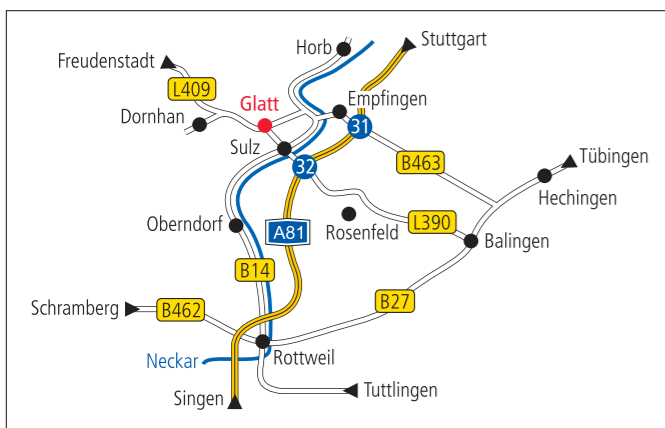 Horb
Stuttgart
Freudenstadt
L409
Glatt
Empfingen
Dornhan
31
Sulz
B463
Tübingen
32
Hechingen
Oberndorf
A81
Rosenfeld
L390
Balingen
B14
Schramberg
B462
B27
Neckar
Rottweil
Singen
Tuttlingen